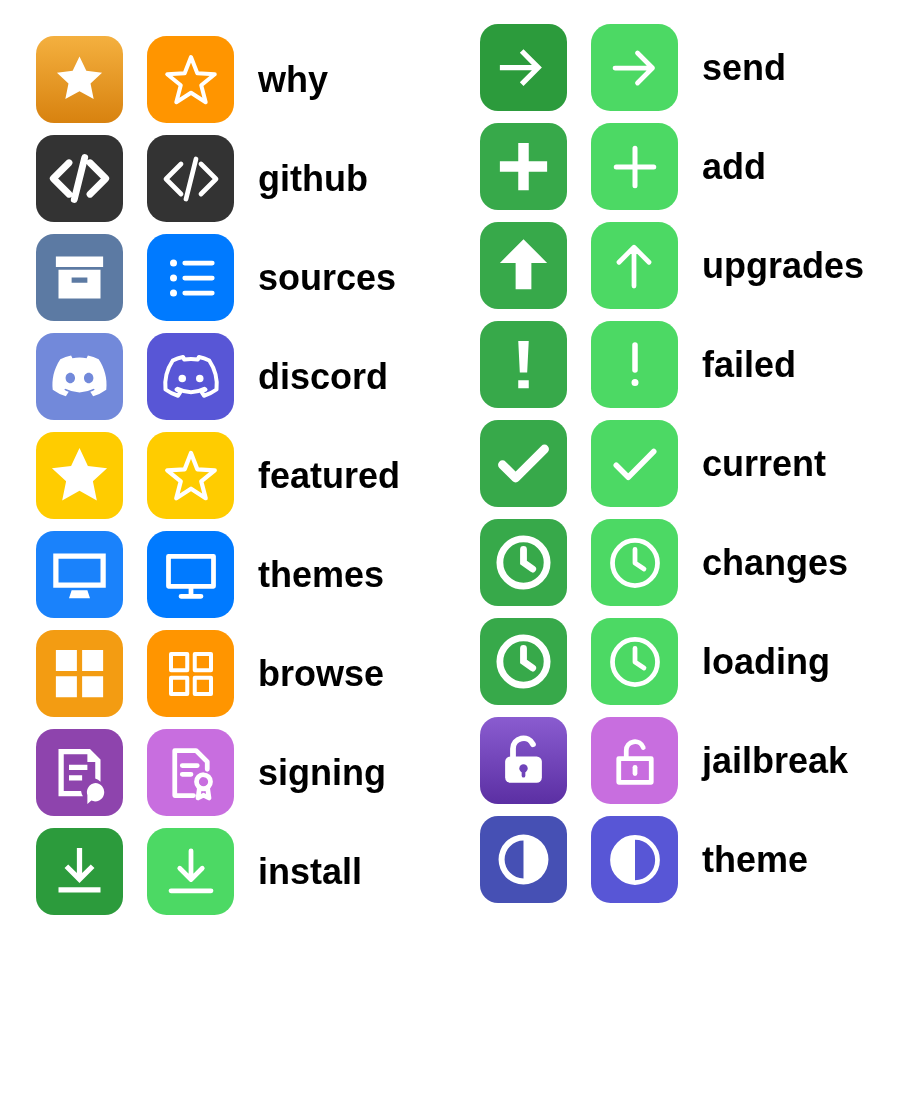 why
github
sources
discord
featured
themes
browse
signing
install
send
add
upgrades
failed
current
changes
loading
jailbreak
theme